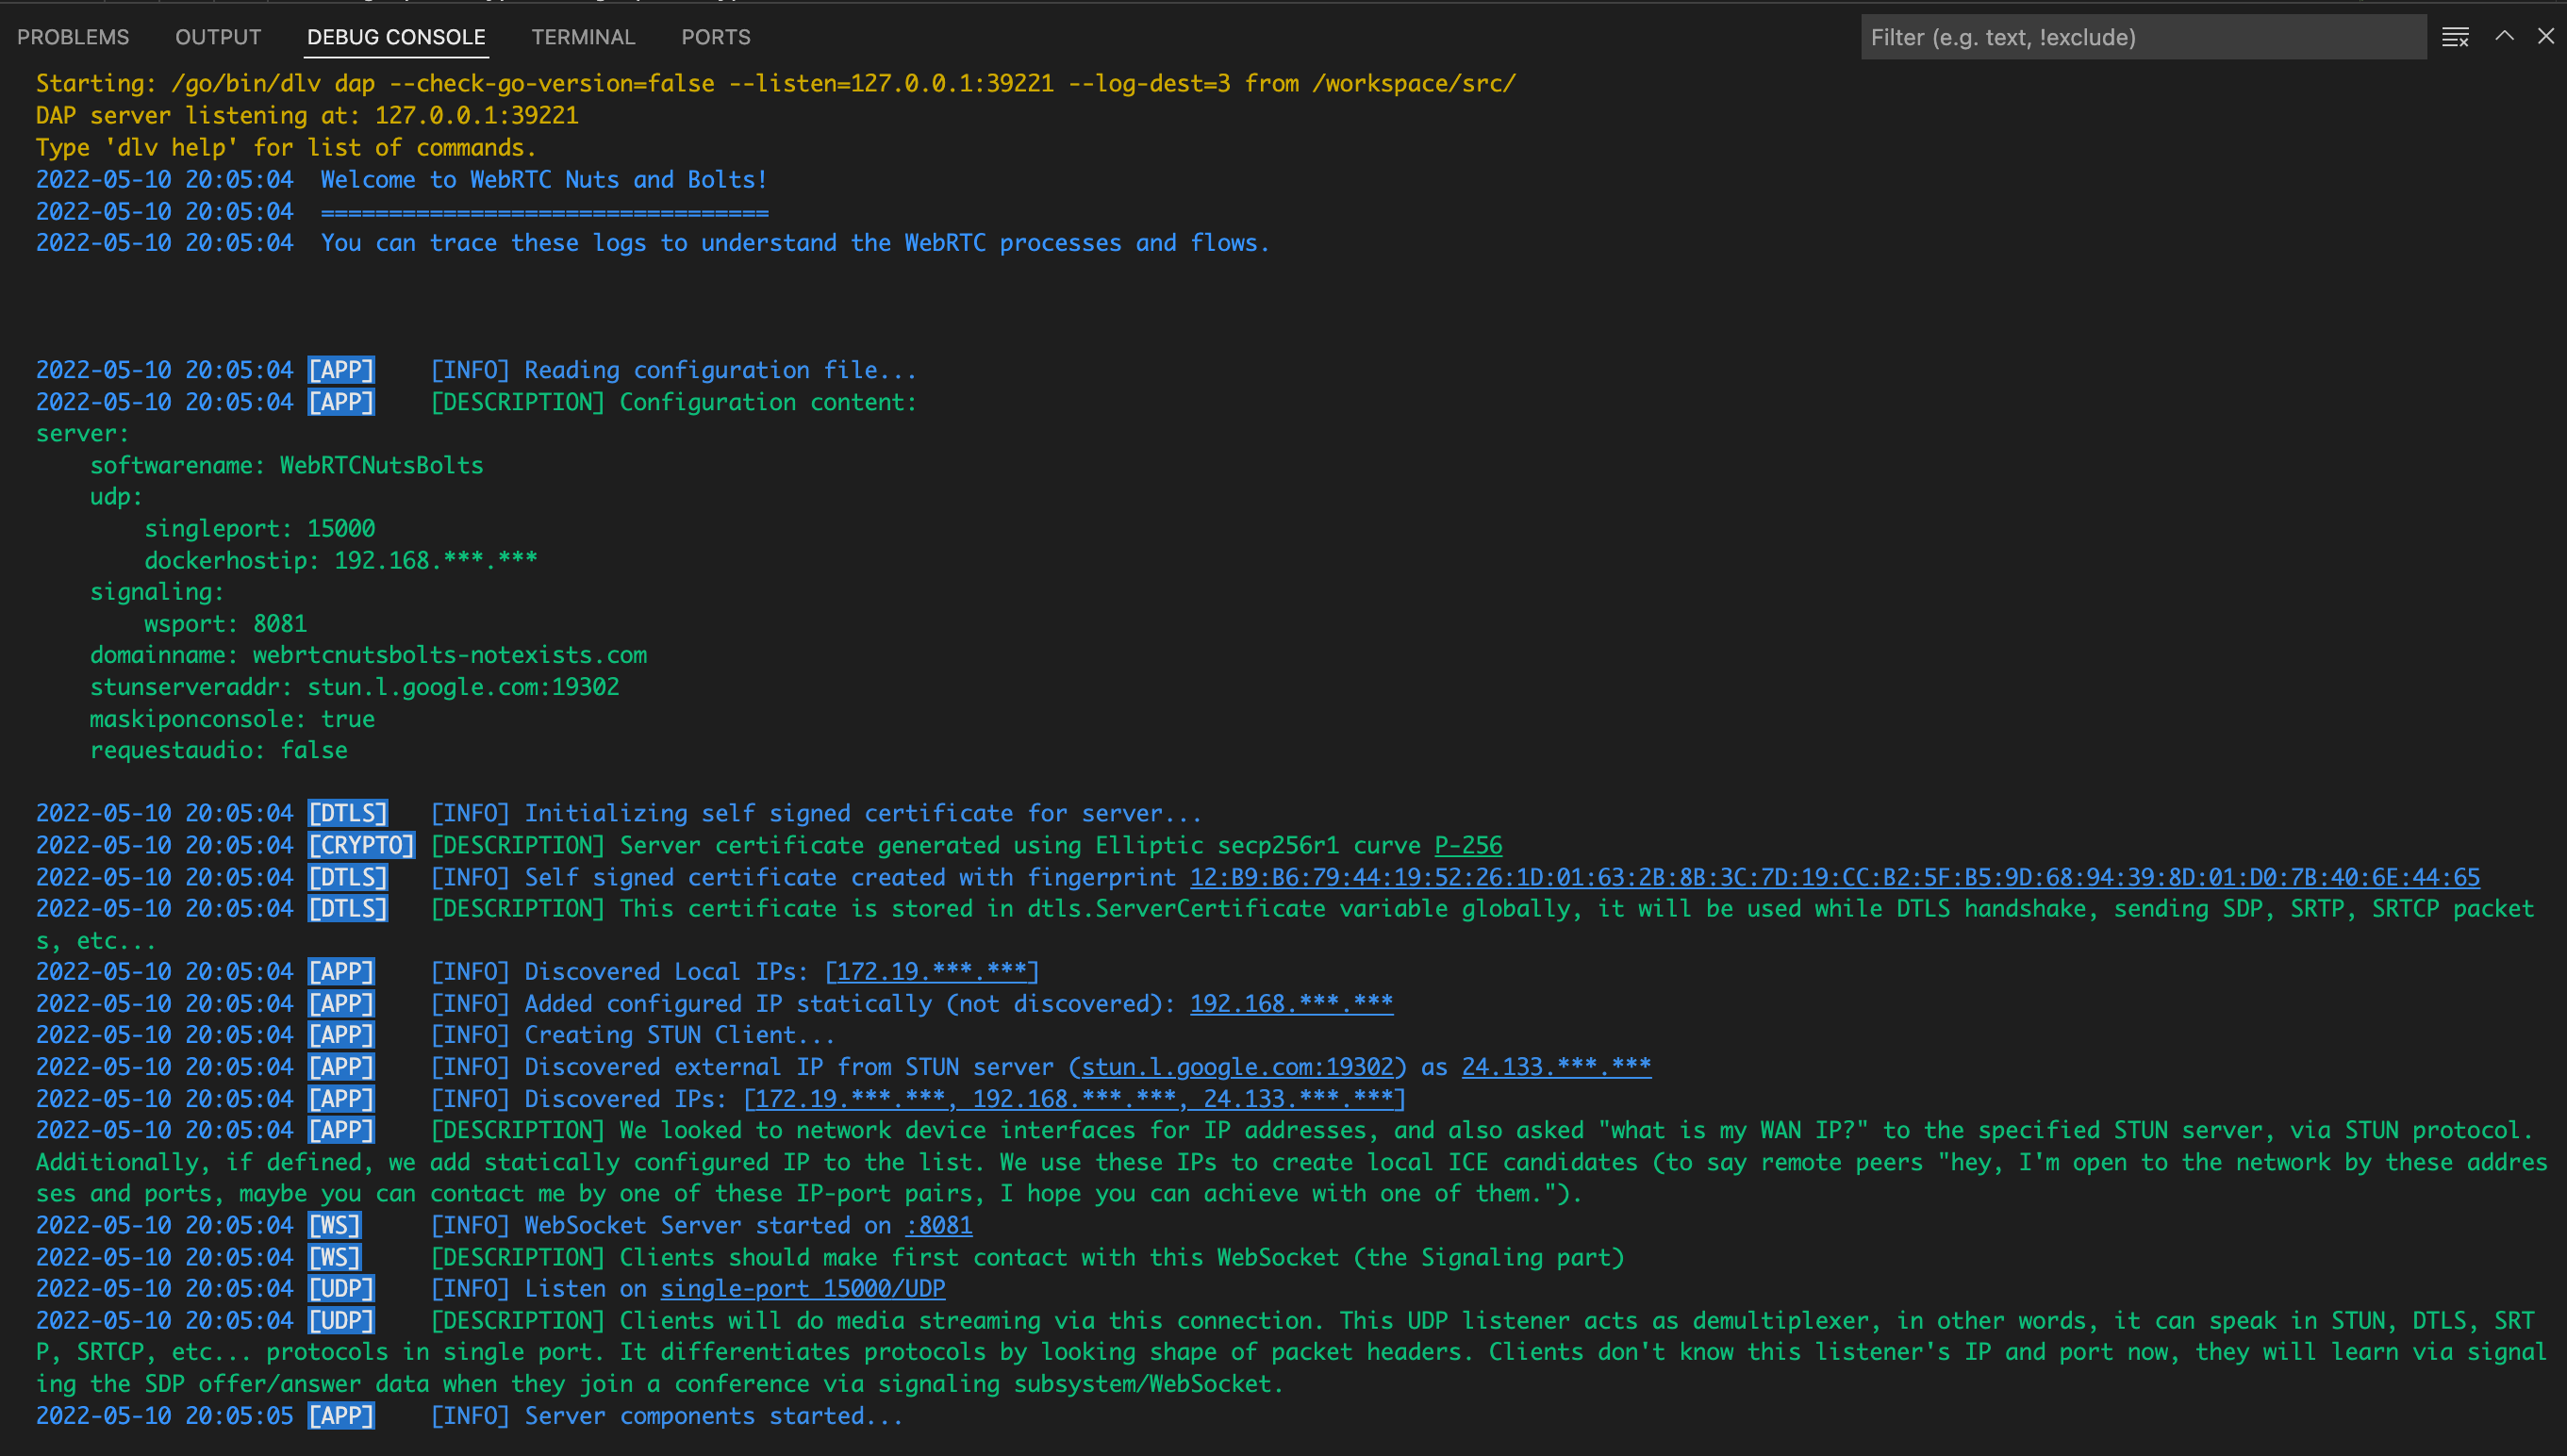 PROBLEMS OUTPUT DEBUG CONSOLE TERMINAL PORTS Filter (e.g. text, !exclude)
Starting: /go/bin/dlv dap --check-go-version=false --listen=127.0.0.1:39221 --log-dest=3 from /workspace/src/
DAP server listening at: 127.0.0.1:39221
Type 'dlv help' for list of commands.
2022-05-10 20:05:04  Welcome to WebRTC Nuts and Bolts!
2022-05-10 20:05:04  =================================
2022-05-10 20:05:04  You can trace these logs to understand the WebRTC processes and flows.
2022-05-10 20:05:04 [APP]    [INFO] Reading configuration file...
2022-05-10 20:05:04 [APP]    [DESCRIPTION] Configuration content:
server:
    softwarename: WebRTCNutsBolts
    udp:
        singleport: 15000
        dockerhostip: 192.168.***.***
    signaling:
        wsport: 8081
    domainname: webrtcnutsbolts-notexists.com
    stunserveraddr: stun.l.google.com:19302
    maskiponconsole: true
    requestaudio: false
2022-05-10 20:05:04 [DTLS]   [INFO] Initializing self signed certificate for server...
2022-05-10 20:05:04 [CRYPTO] [DESCRIPTION] Server certificate generated using Elliptic secp256r1 curve P-256
2022-05-10 20:05:04 [DTLS]   [INFO] Self signed certificate created with fingerprint 12:B9:B6:79:44:19:52:26:1D:01:63:2B:8B:3C:7D:19:CC:B2:5F:B5:9D:68:94:39:8D:01:D0:7B:40:6E:44:65
2022-05-10 20:05:04 [DTLS]   [DESCRIPTION] This certificate is stored in dtls.ServerCertificate variable globally, it will be used while DTLS handshake, sending SDP, SRTP, SRTCP packet
s, etc...
2022-05-10 20:05:04 [APP]    [INFO] Discovered Local IPs: [172.19.***.***]
2022-05-10 20:05:04 [APP]    [INFO] Added configured IP statically (not discovered): 192.168.***.***
2022-05-10 20:05:04 [APP]    [INFO] Creating STUN Client...
2022-05-10 20:05:04 [APP]    [INFO] Discovered external IP from STUN server (stun.l.google.com:19302) as 24.133.***.***
2022-05-10 20:05:04 [APP]    [INFO] Discovered IPs: [172.19.***.***, 192.168.***.***, 24.133.***.***]
2022-05-10 20:05:04 [APP]    [DESCRIPTION] We looked to network device interfaces for IP addresses, and also asked "what is my WAN IP?" to the specified STUN server, via STUN protocol.
Additionally, if defined, we add statically configured IP to the list. We use these IPs to create local ICE candidates (to say remote peers "hey, I'm open to the network by these addres
ses and ports, maybe you can contact me by one of these IP-port pairs, I hope you can achieve with one of them.").
2022-05-10 20:05:04 [WS]     [INFO] WebSocket Server started on :8081
2022-05-10 20:05:04 [WS]     [DESCRIPTION] Clients should make first contact with this WebSocket (the Signaling part)
2022-05-10 20:05:04 [UDP]    [INFO] Listen on single-port 15000/UDP
2022-05-10 20:05:04 [UDP]    [DESCRIPTION] Clients will do media streaming via this connection. This UDP listener acts as demultiplexer, in other words, it can speak in STUN, DTLS, SRT
P, SRTCP, etc... protocols in single port. It differentiates protocols by looking shape of packet headers. Clients don't know this listener's IP and port now, they will learn via signal
ing the SDP offer/answer data when they join a conference via signaling subsystem/WebSocket.
2022-05-10 20:05:05 [APP]    [INFO] Server components started...